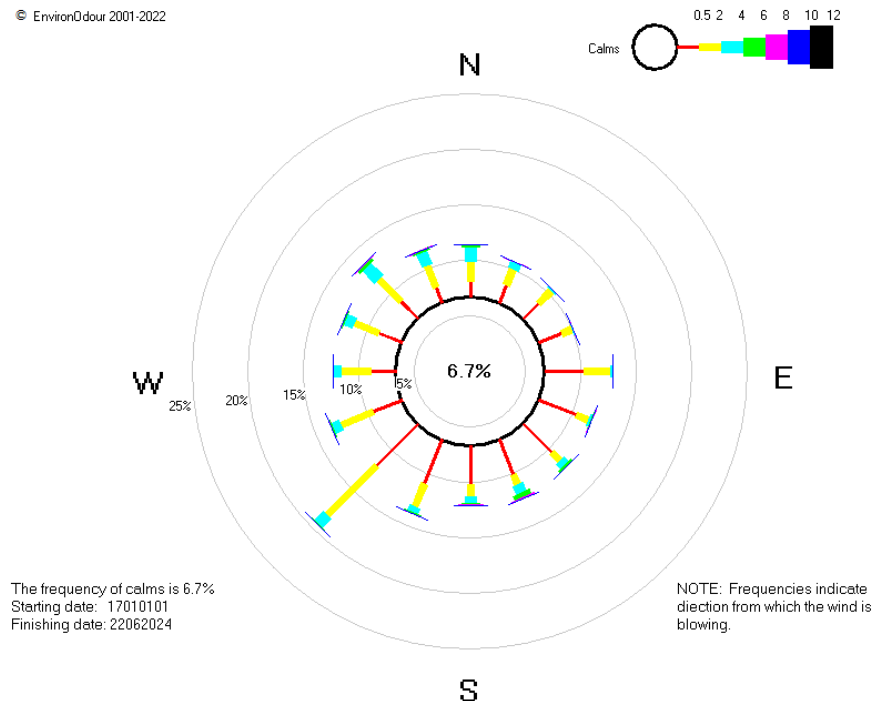 © EnvironOdour 2001-2022
0.5 2 4 6 8 10 12
Calms
N
6.7%
W
E
25%
20%
15%
10%
5%
The frequency of calms is 6.7%
Starting date: 17010101
Finishing date: 22062024
NOTE: Frequencies indicate
diection from which the wind is
blowing.
S